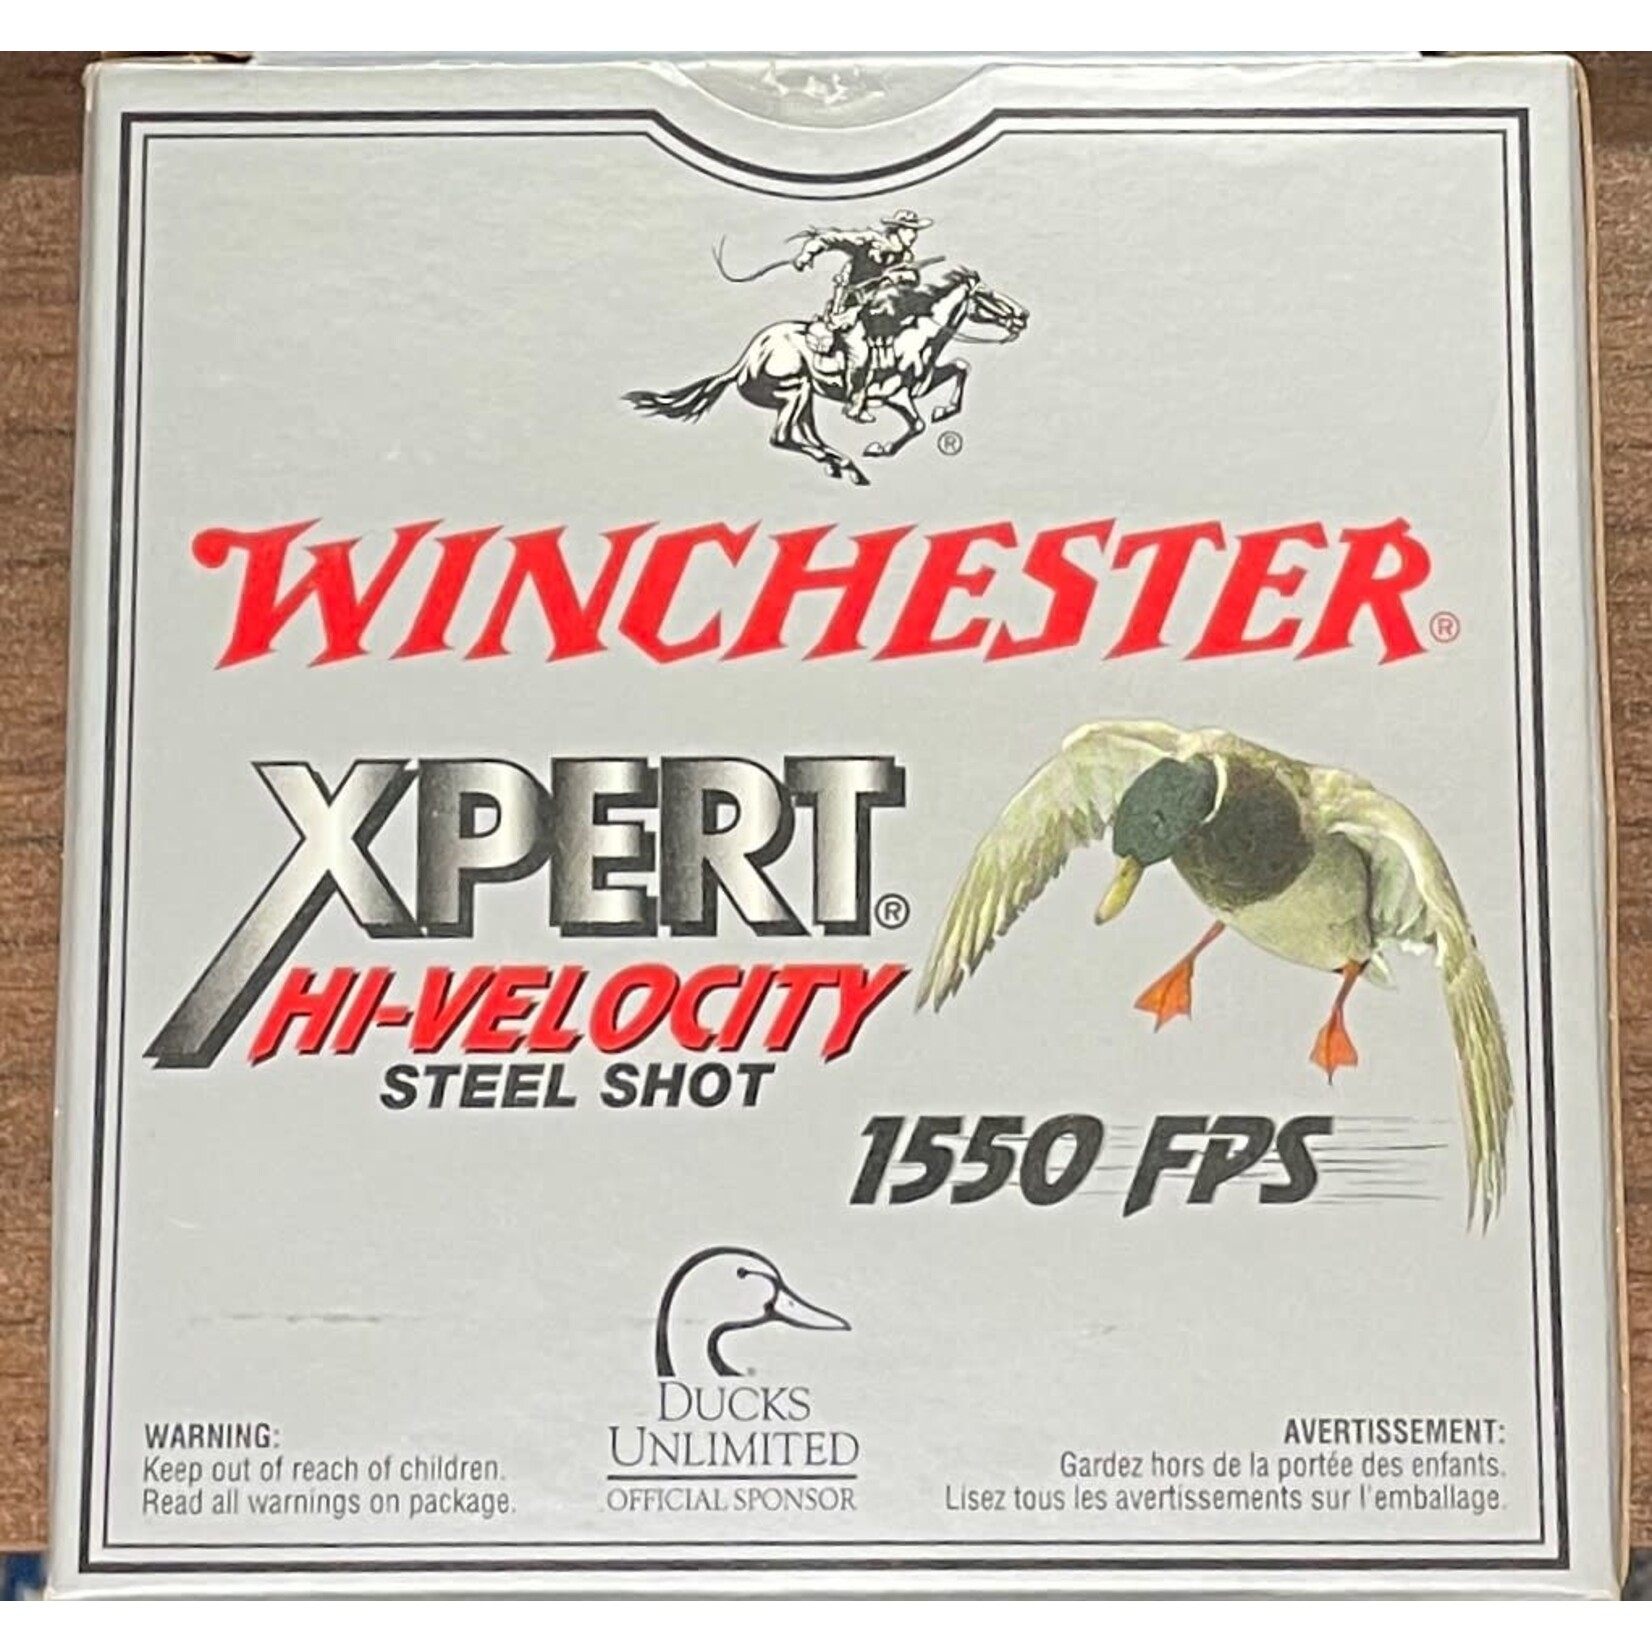 WINCHESTER®
XPERT®
HI-VELOCITY
STEEL SHOT
1550 FPS
DUCKS
UNLIMITED
OFFICIAL SPONSOR
WARNING:
Keep out of reach of children.
Read all warnings on package.
AVERTISSEMENT:
Gardez hors de la portée des enfants.
Lisez tous les avertissements sur l'emballage.